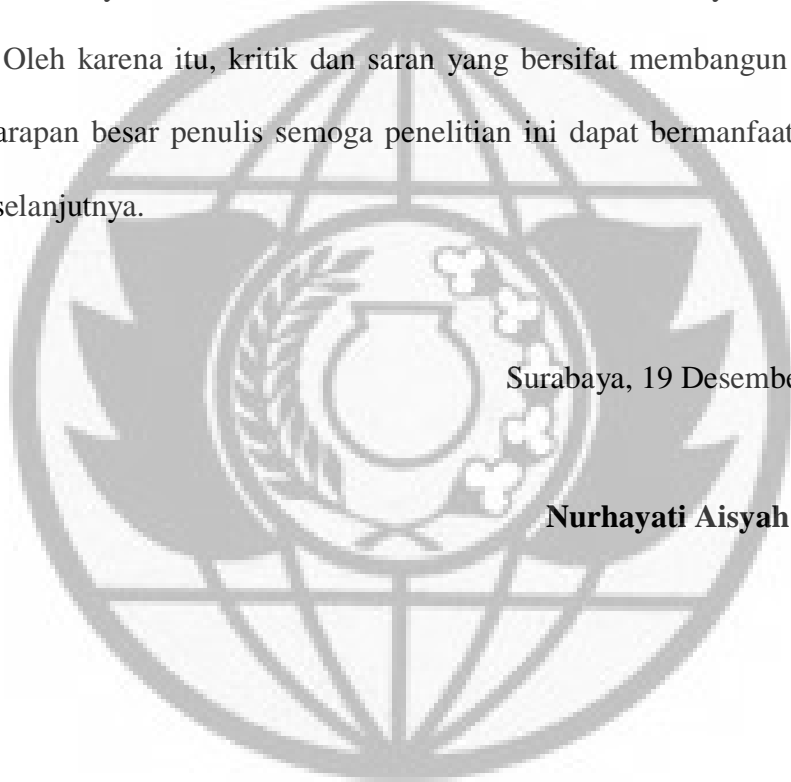 Oleh karena itu, kritik dan saran yang bersifat membangun
arapan besar penulis semoga penelitian ini dapat bermanfaat
selanjutnya.
Surabaya, 19 Desembe
Nurhayati Aisyah